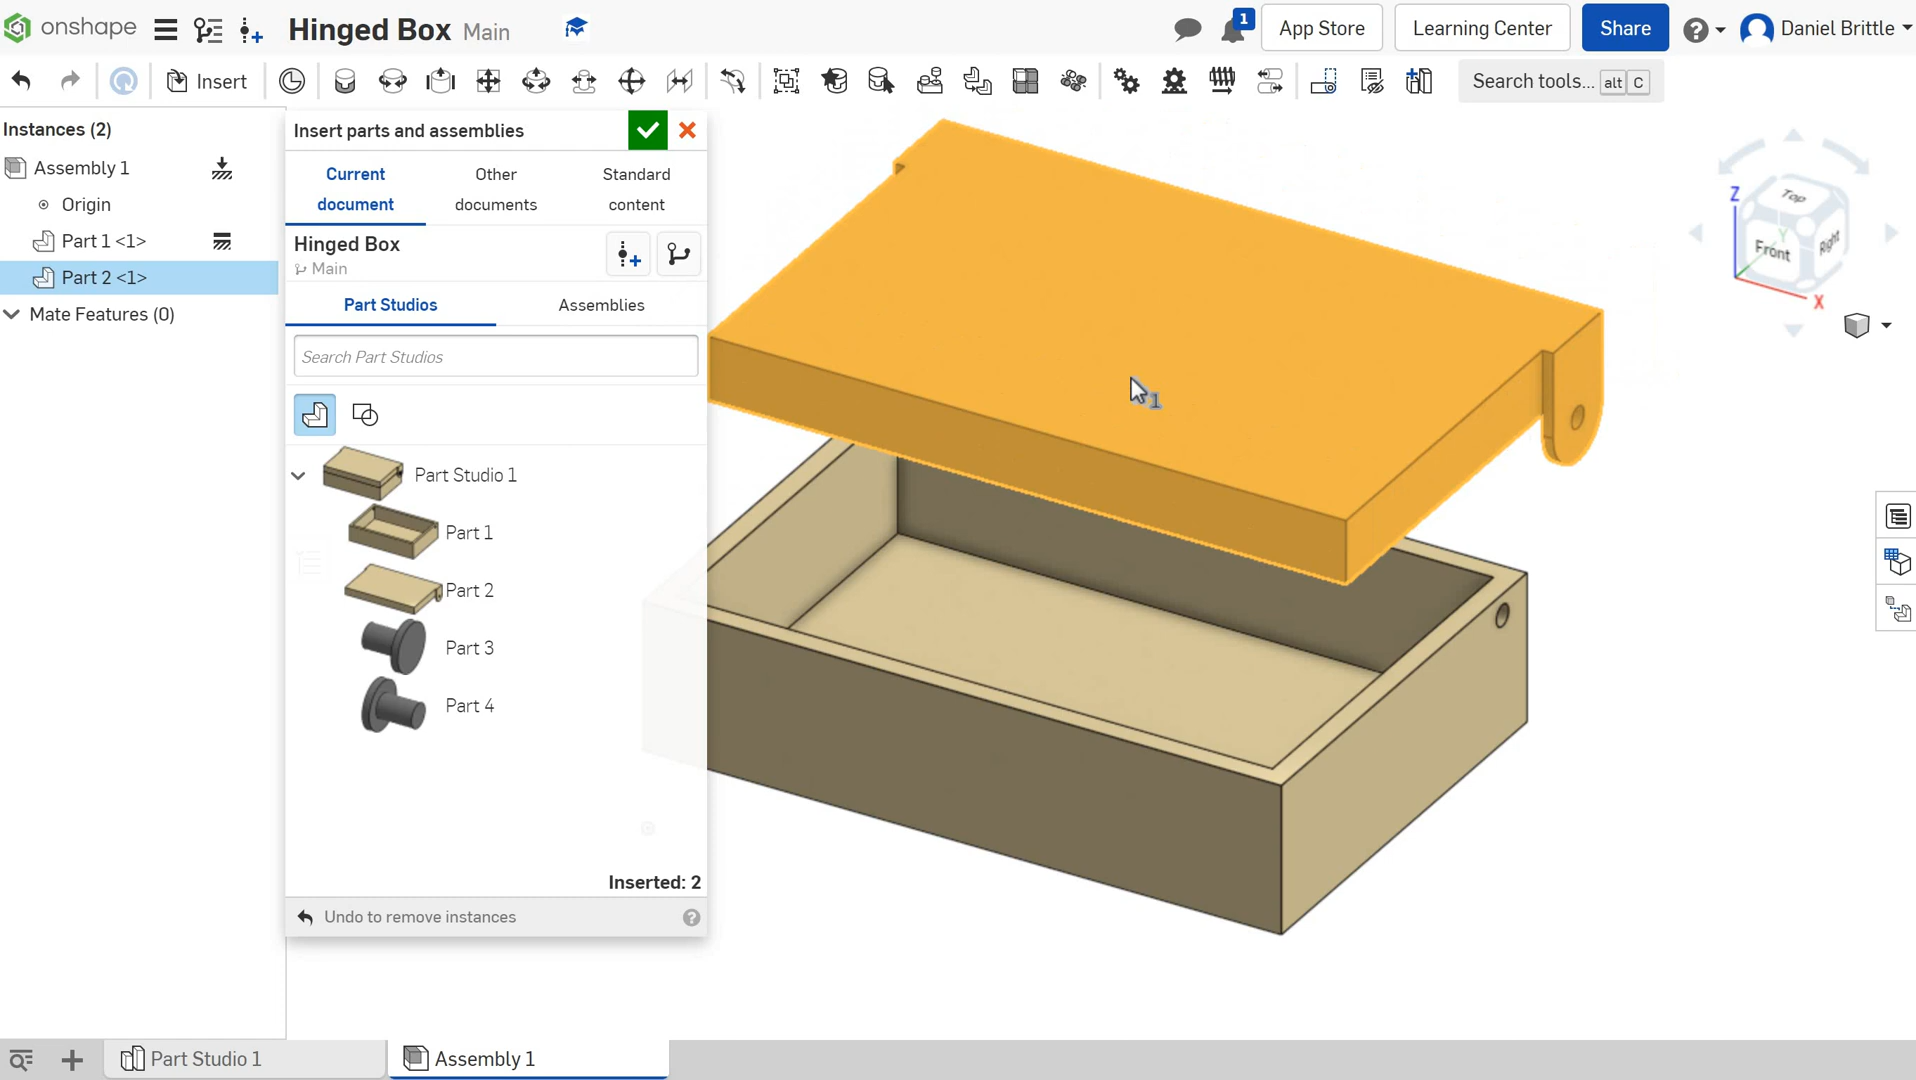 onshape
Hinged Box Main
1
App Store
Learning Center
Share
Daniel Brittle
Insert
Search tools... alt C
Instances (2)
Assembly 1
Origin
Part 1 <1>
Part 2 <1>
Mate Features (0)
Insert parts and assemblies
Current document
Other documents
Standard content
Hinged Box
Main
Part Studios
Assemblies
Search Part Studios
Part Studio 1
Part 1
Part 2
Part 3
Part 4
Inserted: 2
Undo to remove instances
1
Z
Top
Y
Front
Right
X
Part Studio 1
Assembly 1